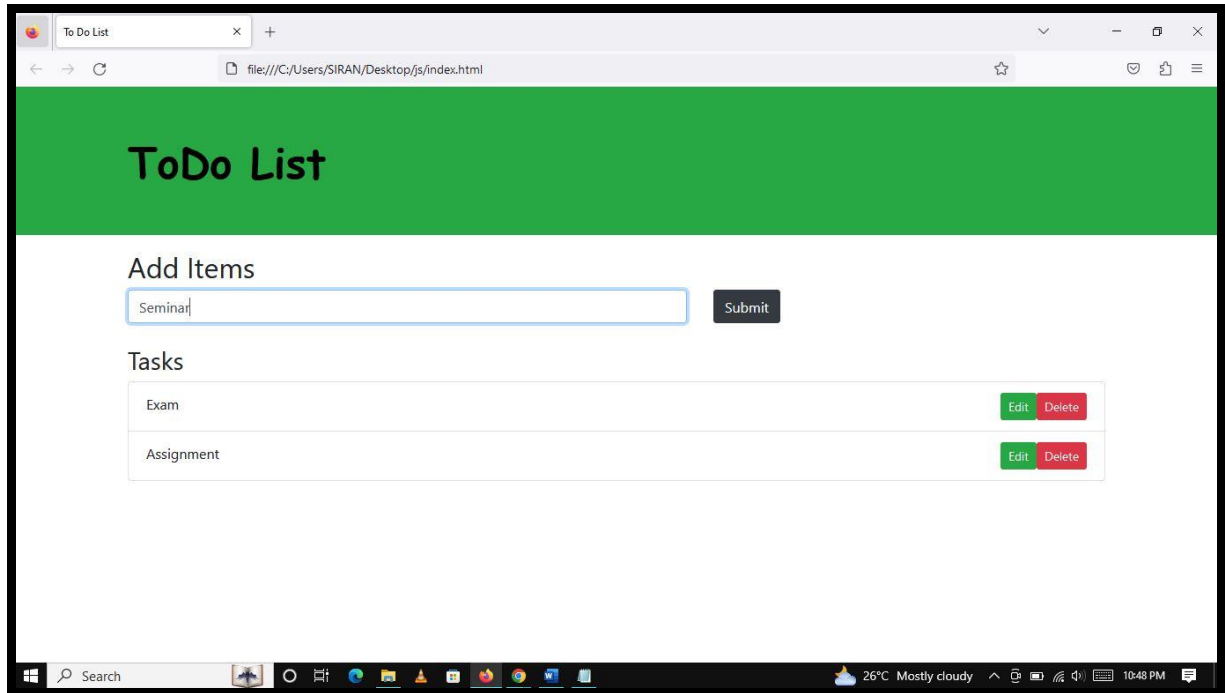 To Do List
file:///C:/Users/SIRAN/Desktop/js/index.html
ToDo List
Add Items
Seminar
Submit
Tasks
Exam
Edit
Delete
Assignment
Edit
Delete
Search
26°C Mostly cloudy
10:48 PM